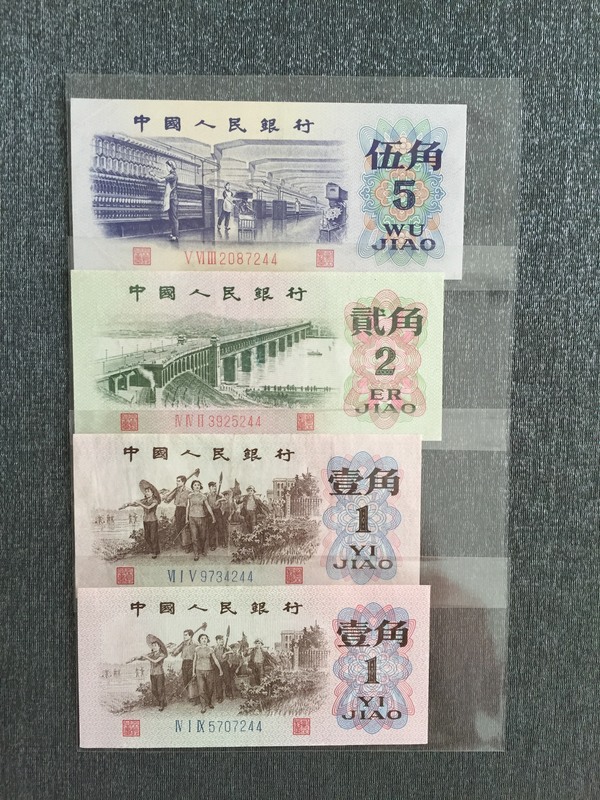 中國人民銀行
伍角
5
WU
JIAO
V VI III 2087244
中國人民銀行
貳角
2
ER
JIAO
IV IV II 3925244
中國人民銀行
壹角
1
YI
JIAO
VII I V 9734244
中國人民銀行
壹角
1
YI
JIAO
IV I IX 5707244